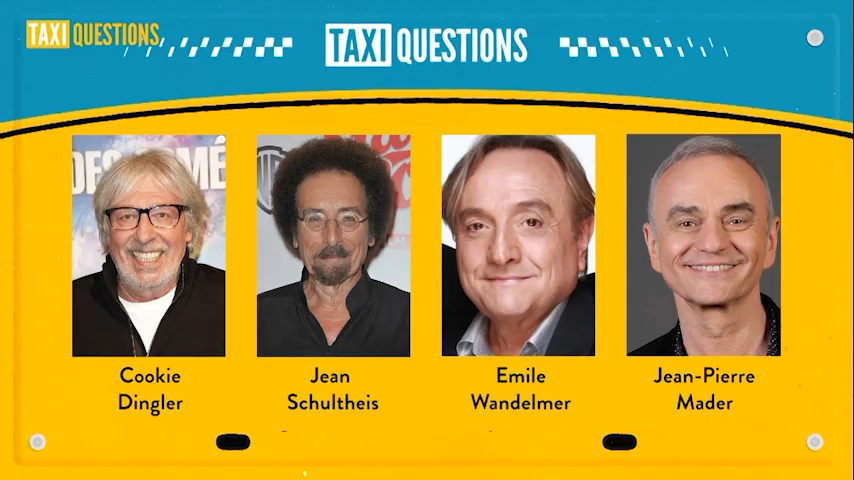 TAXI QUESTIONS
TAXI QUESTIONS
Cookie
Dingler
Jean
Schultheis
Emile
Wandelmer
Jean-Pierre
Mader